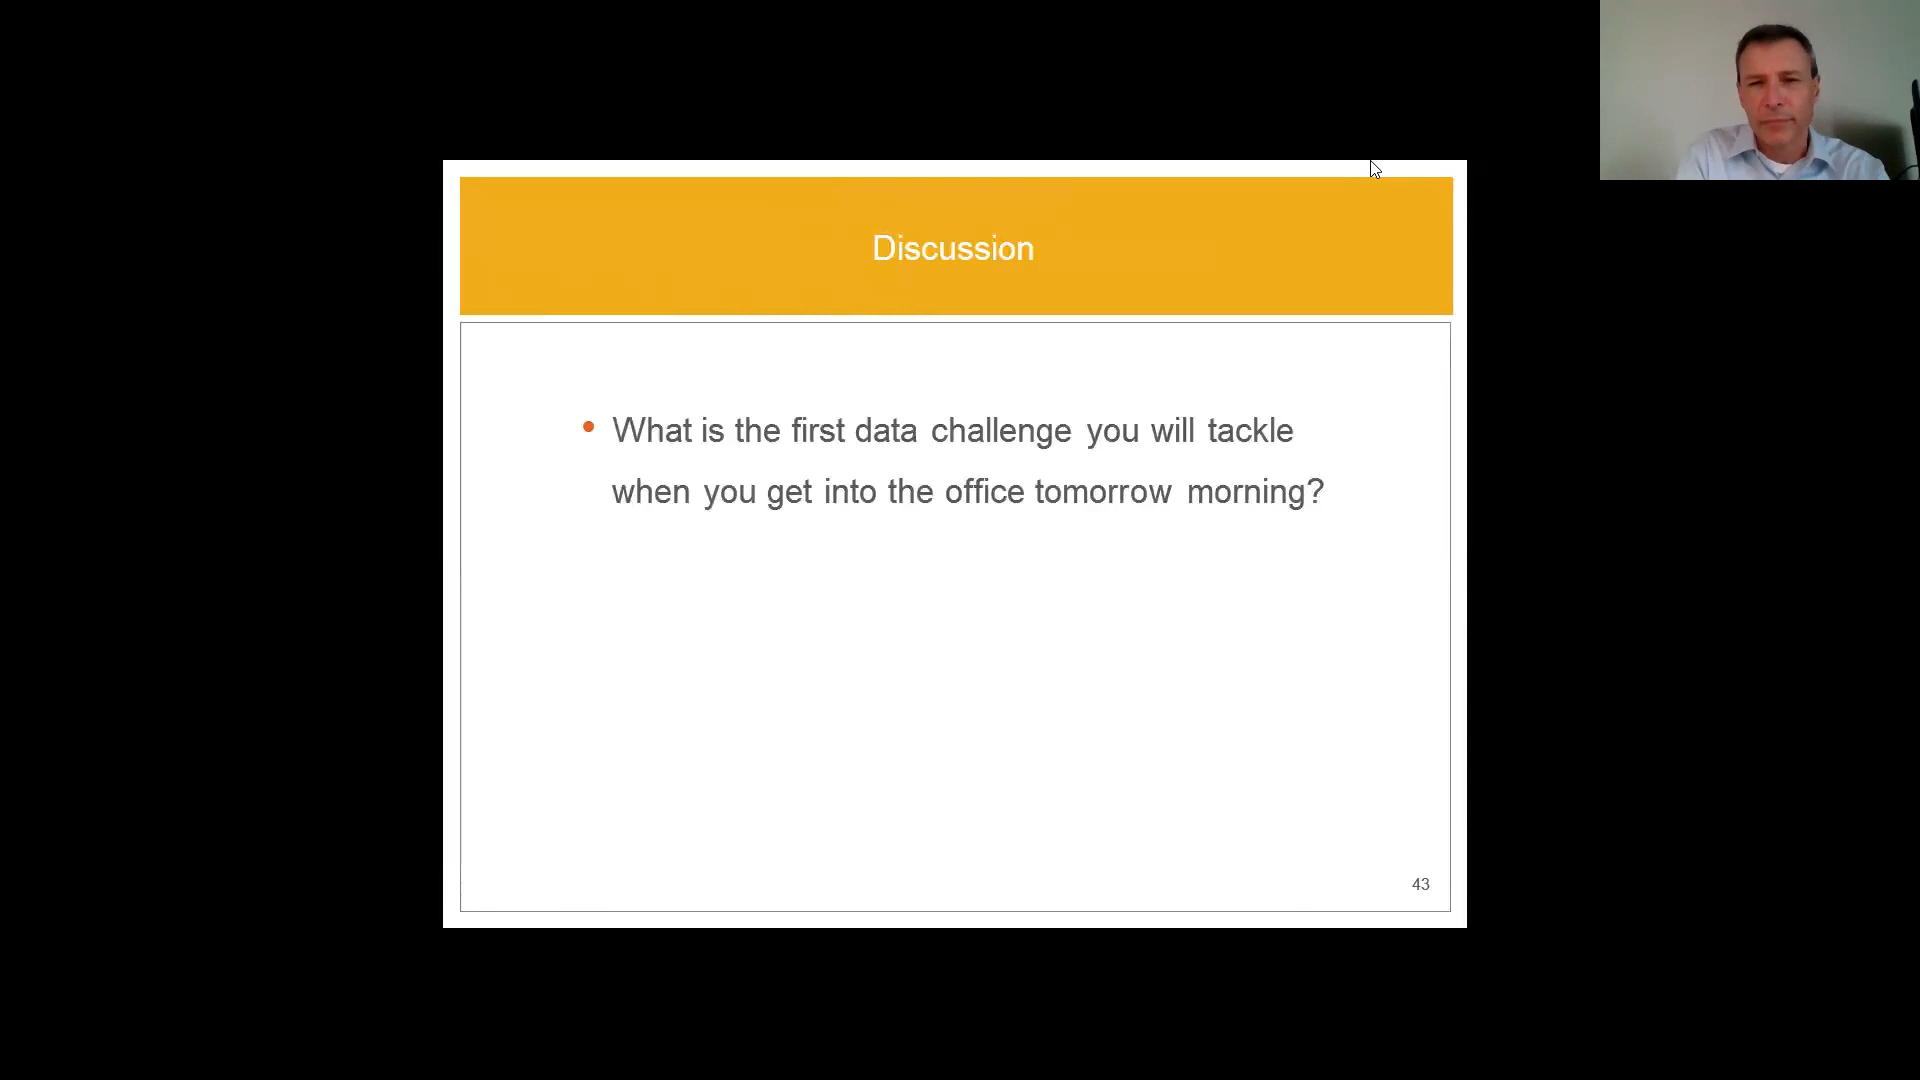 Discussion
• What is the first data challenge you will tackle
when you get into the office tomorrow morning?
43